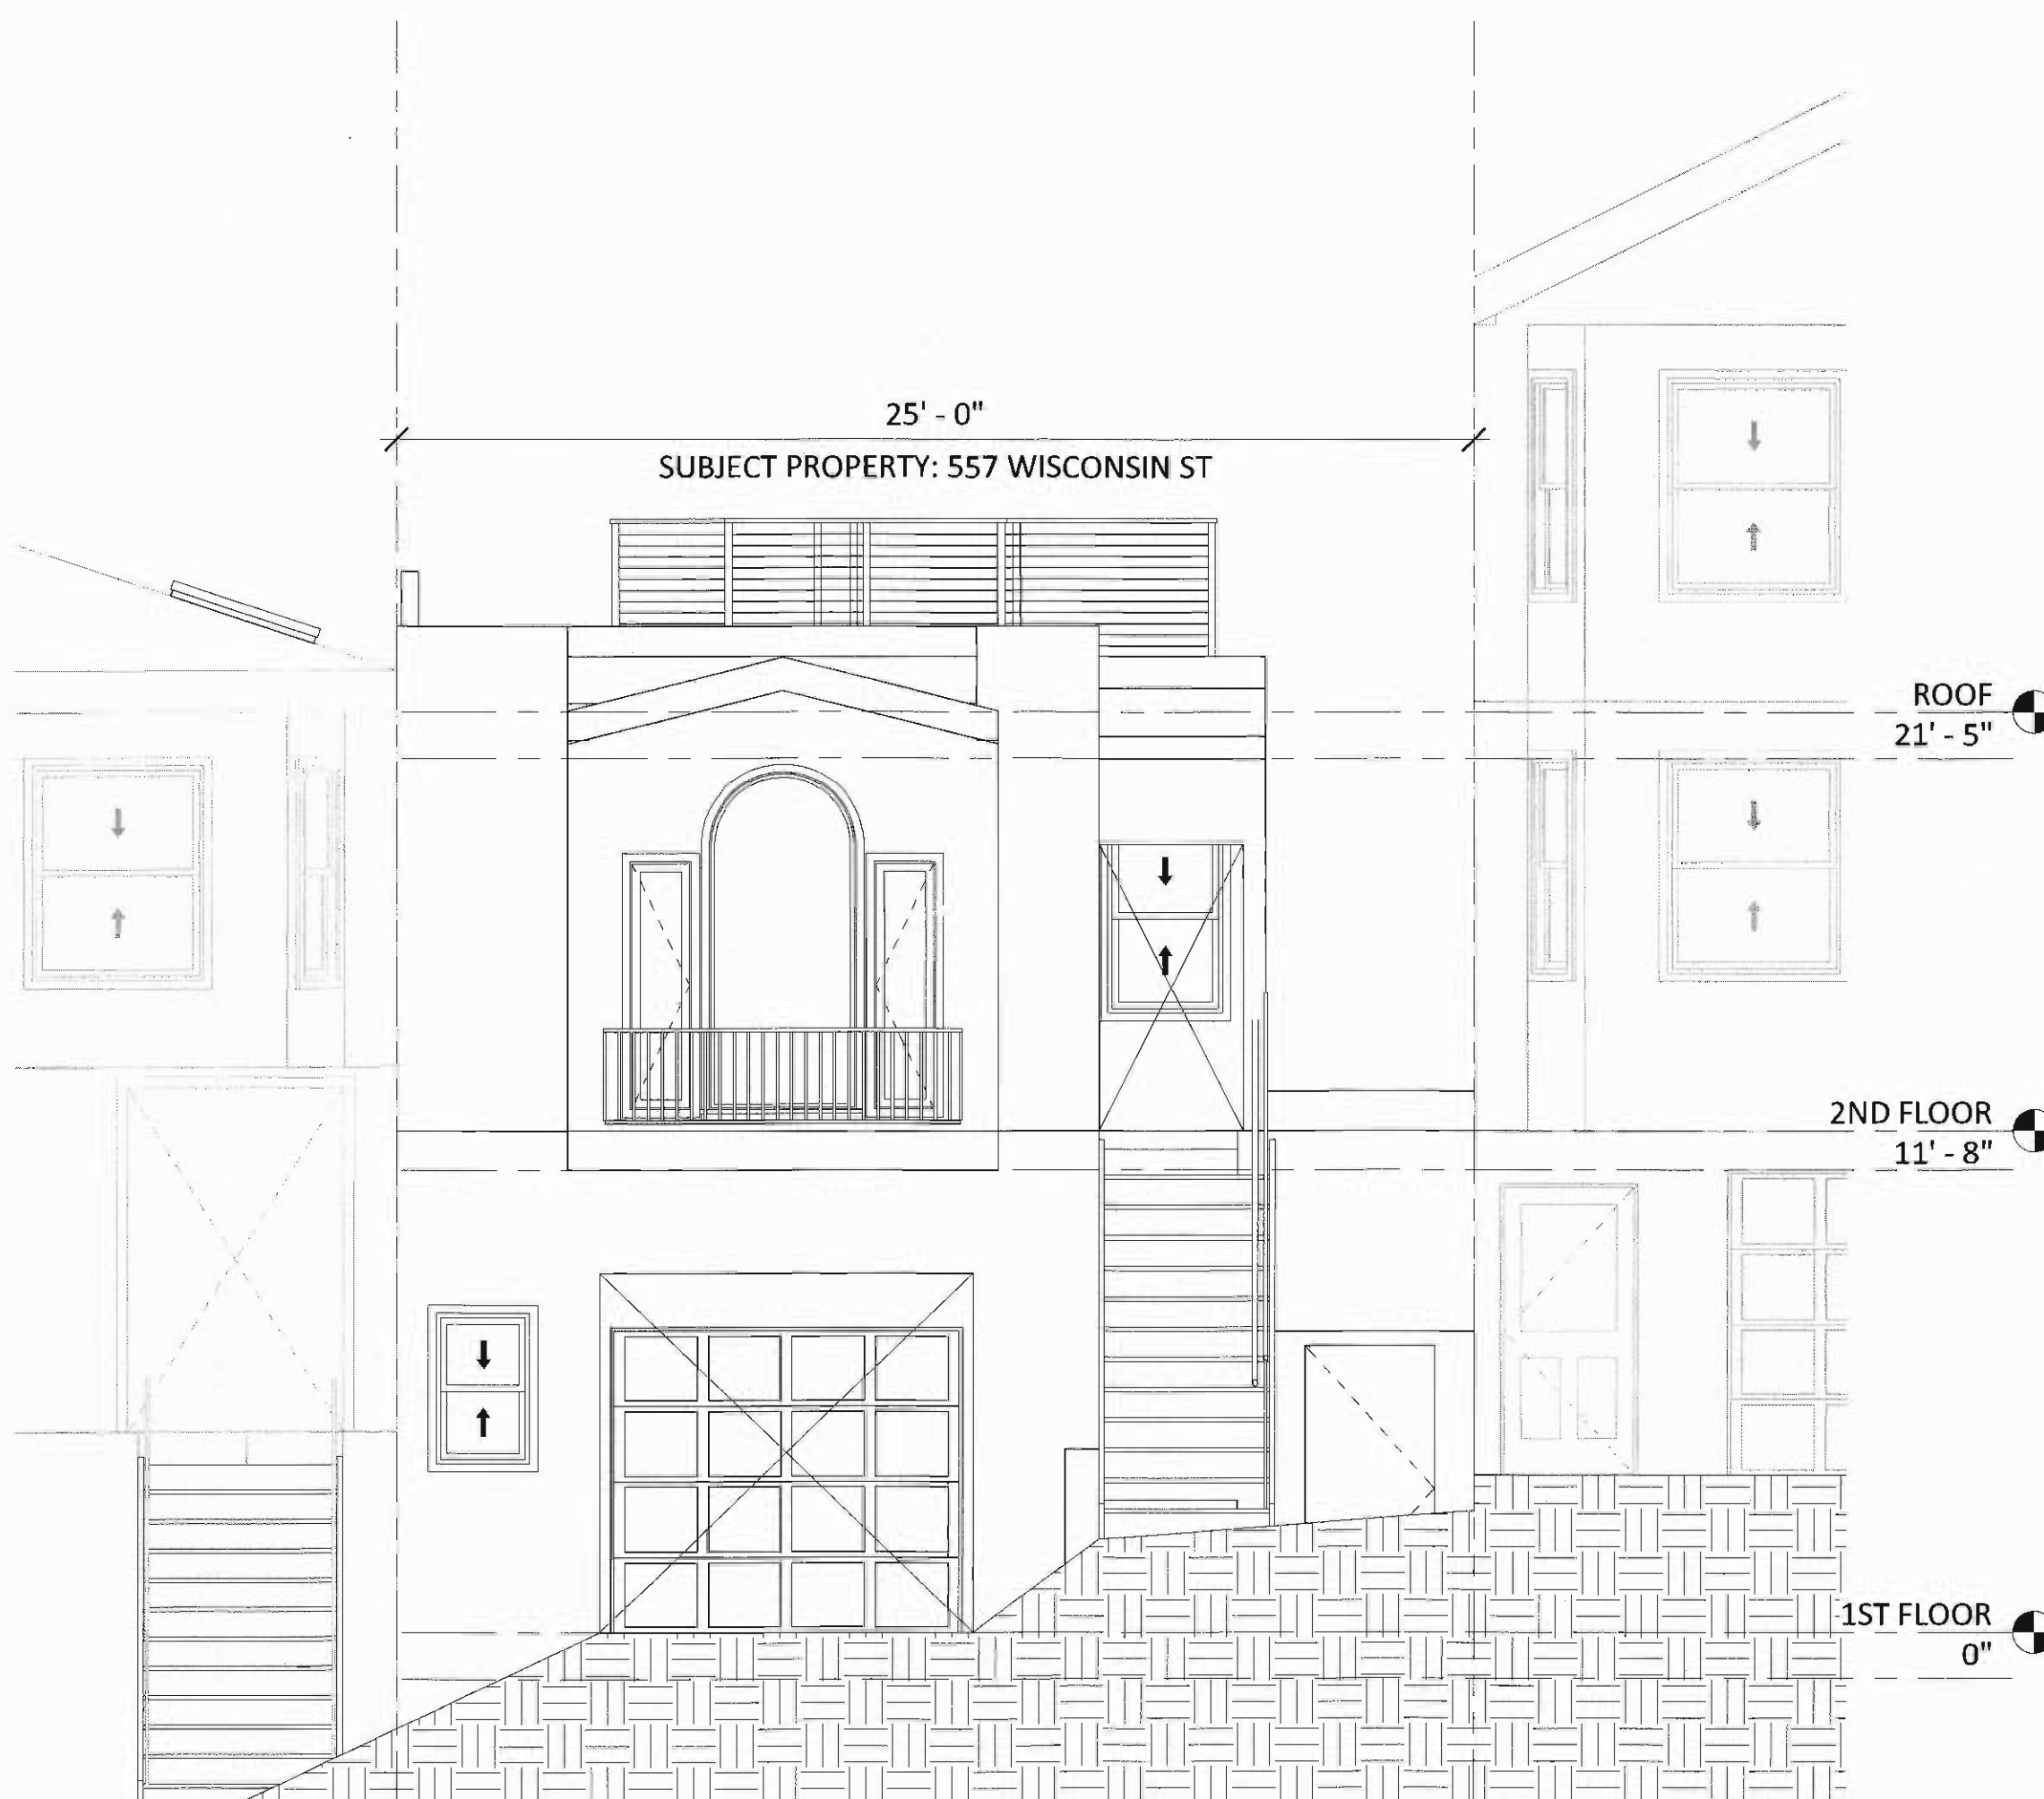 25' - 0"
SUBJECT PROPERTY: 557 WISCONSIN ST
ROOF
21' - 5"
2ND FLOOR
11' - 8"
1ST FLOOR
0"